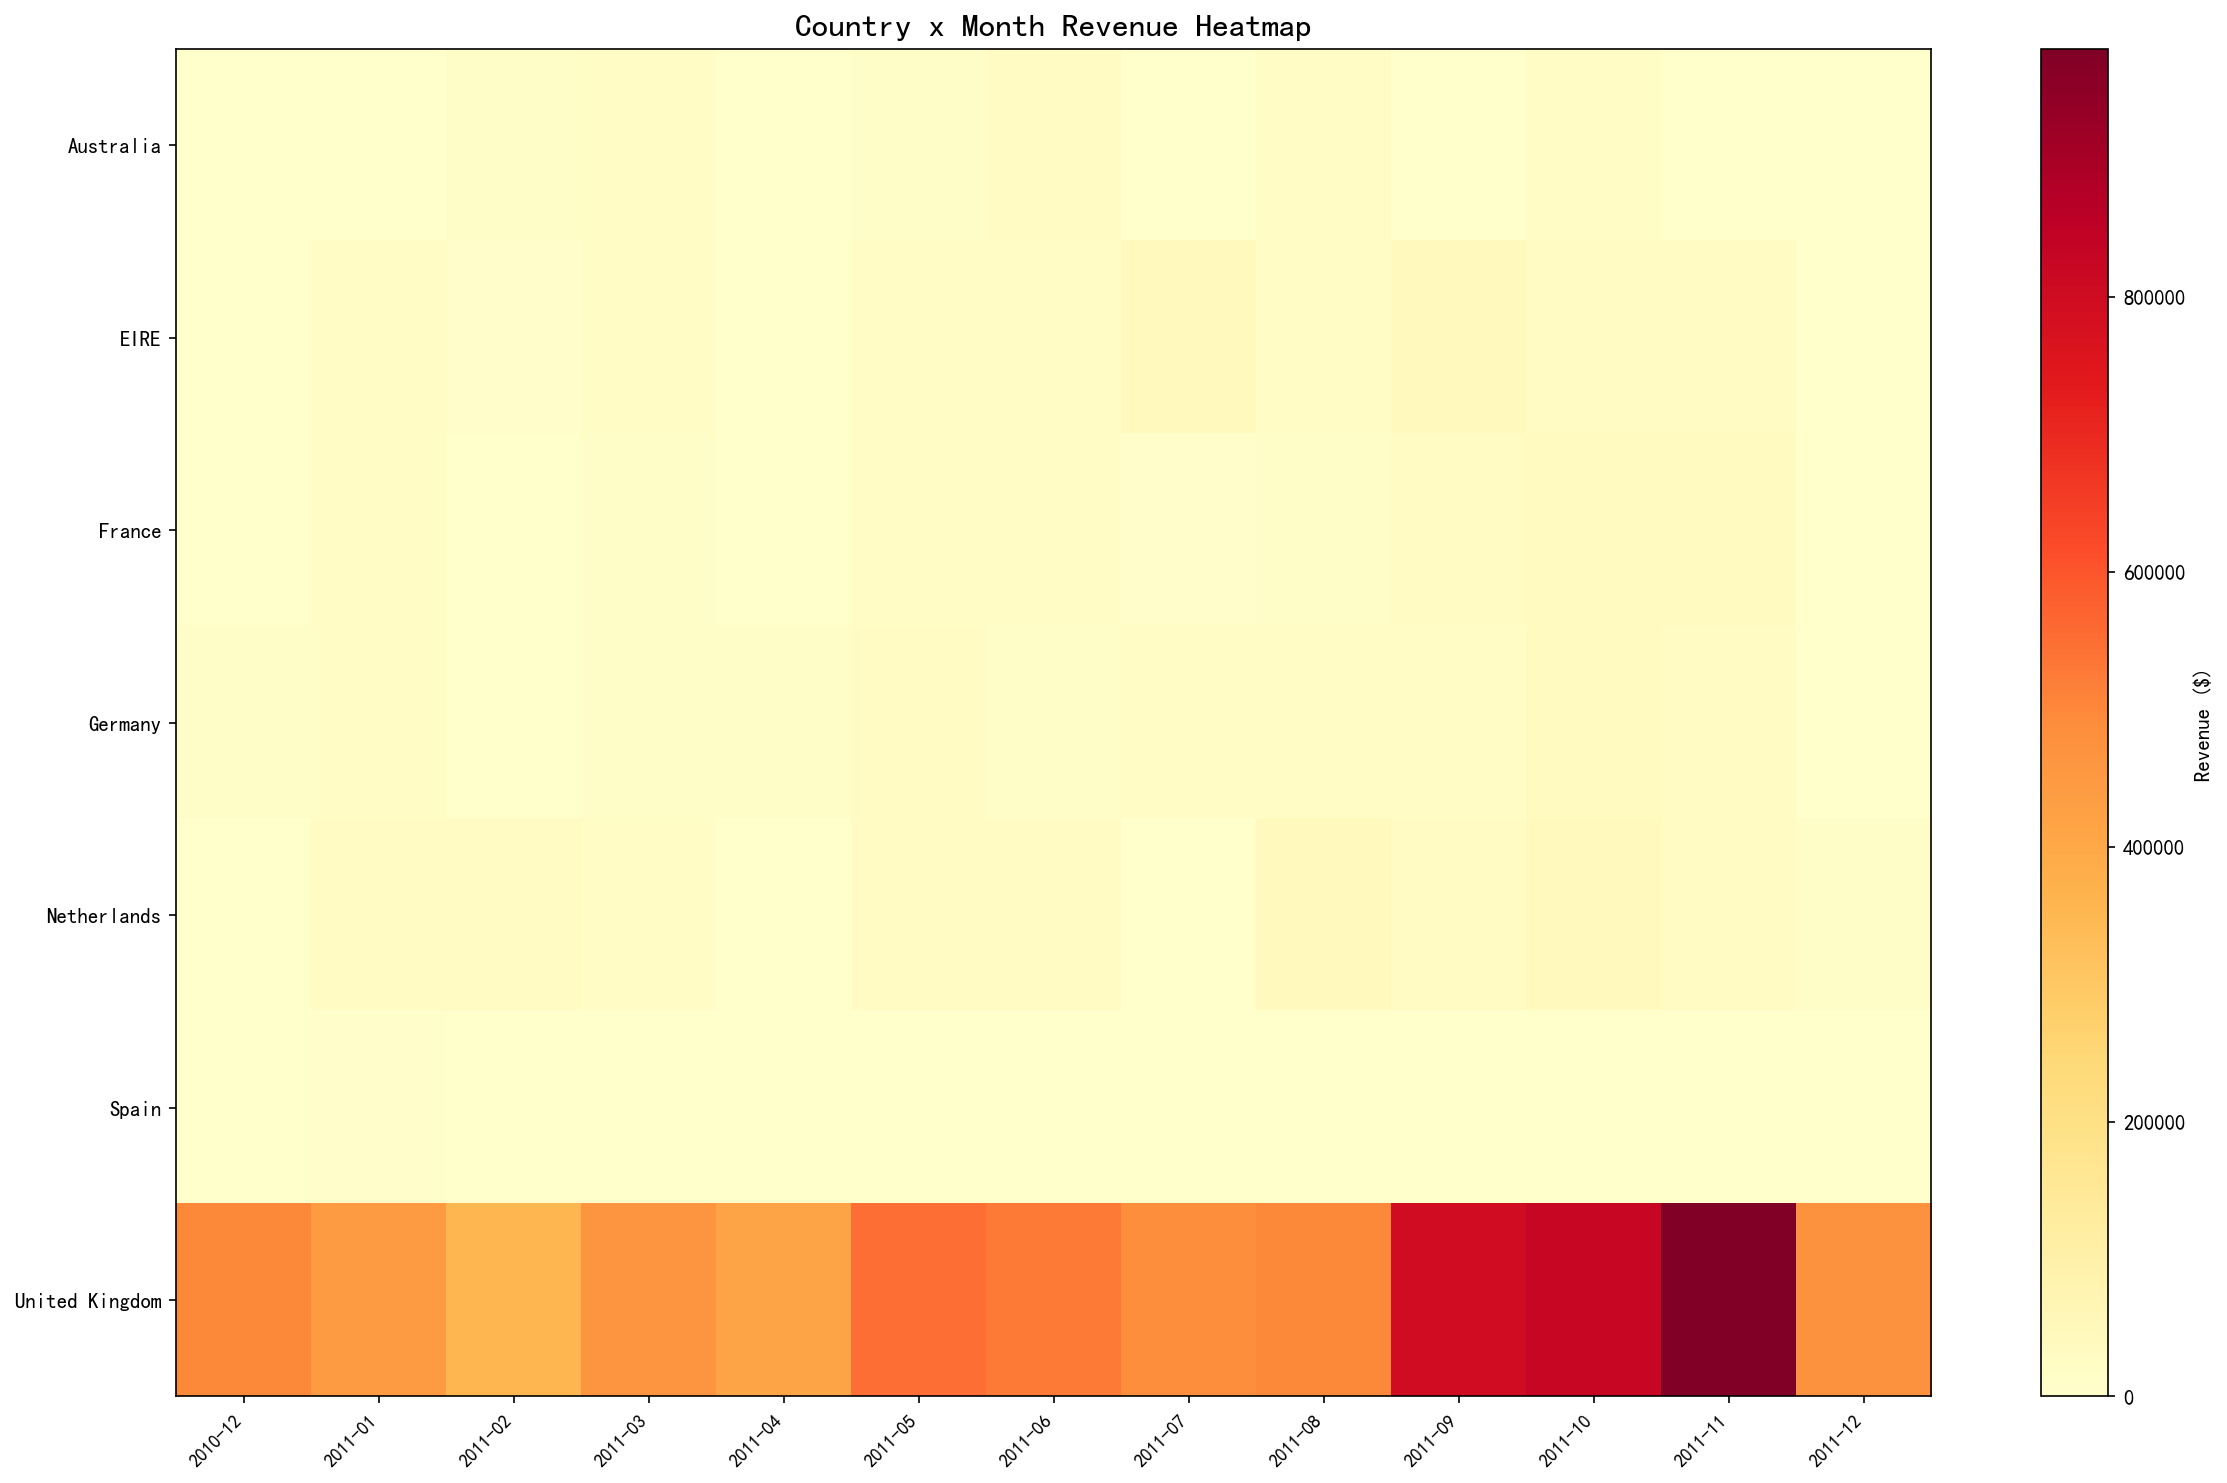 Country x Month Revenue Heatmap
Australia
EIRE
France
Germany
Netherlands
Spain
United Kingdom
2010-12
2011-01
2011-02
2011-03
2011-04
2011-05
2011-06
2011-07
2011-08
2011-09
2011-10
2011-11
2011-12
800000
600000
400000
200000
0
Revenue ($)